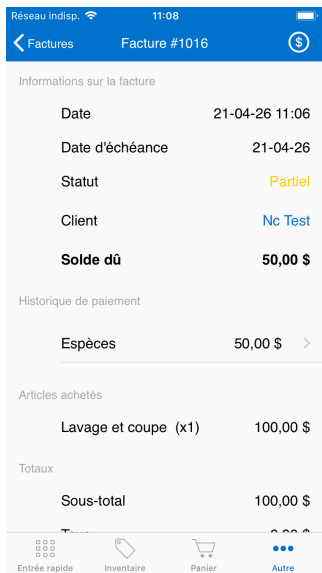 Réseau indisp. 11:08
Factures Facture #1016 $
Informations sur la facture
Date 21-04-26 11:06
Date d'échéance 21-04-26
Statut Partiel
Client Nc Test
Solde dû 50,00 $
Historique de paiement
Espèces 50,00 $
Articles achetés
Lavage et coupe (x1) 100,00 $
Totaux
Sous-total 100,00 $
Entrée rapide Inventaire Panier Autre